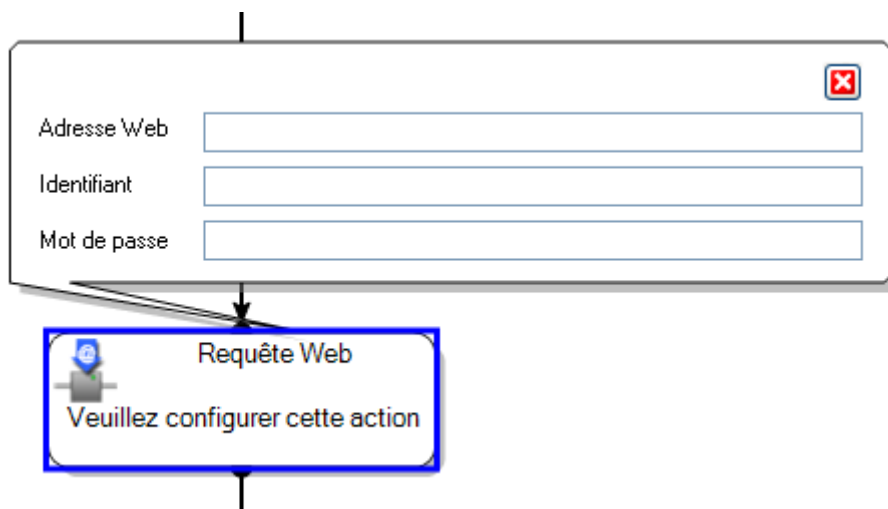 Adresse Web
Identifiant
Mot de passe
@
Requête Web
Veuillez configurer cette action